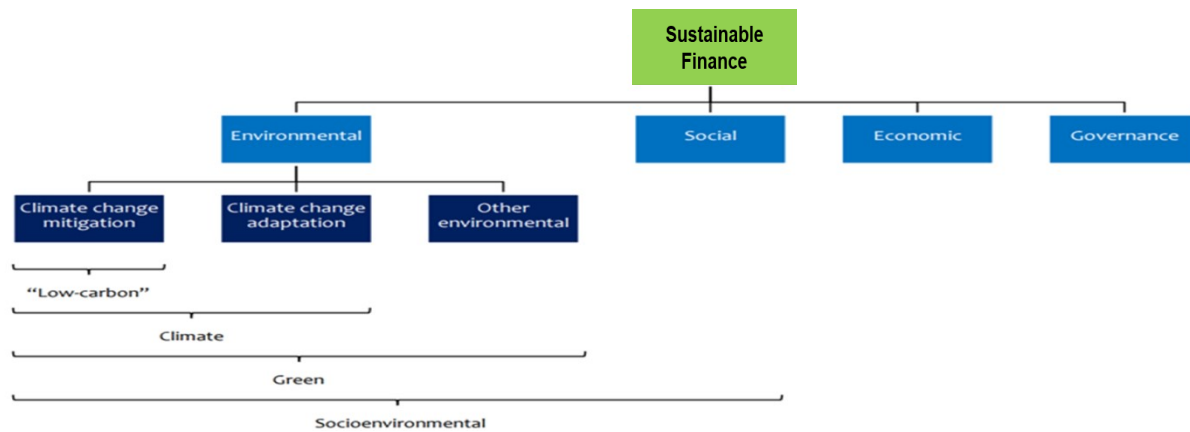 Sustainable
Finance
Environmental
Social
Economic
Governance
Climate change
mitigation
Climate change
adaptation
Other
environmental
“Low-carbon”
Climate
Green
Socioenvironmental